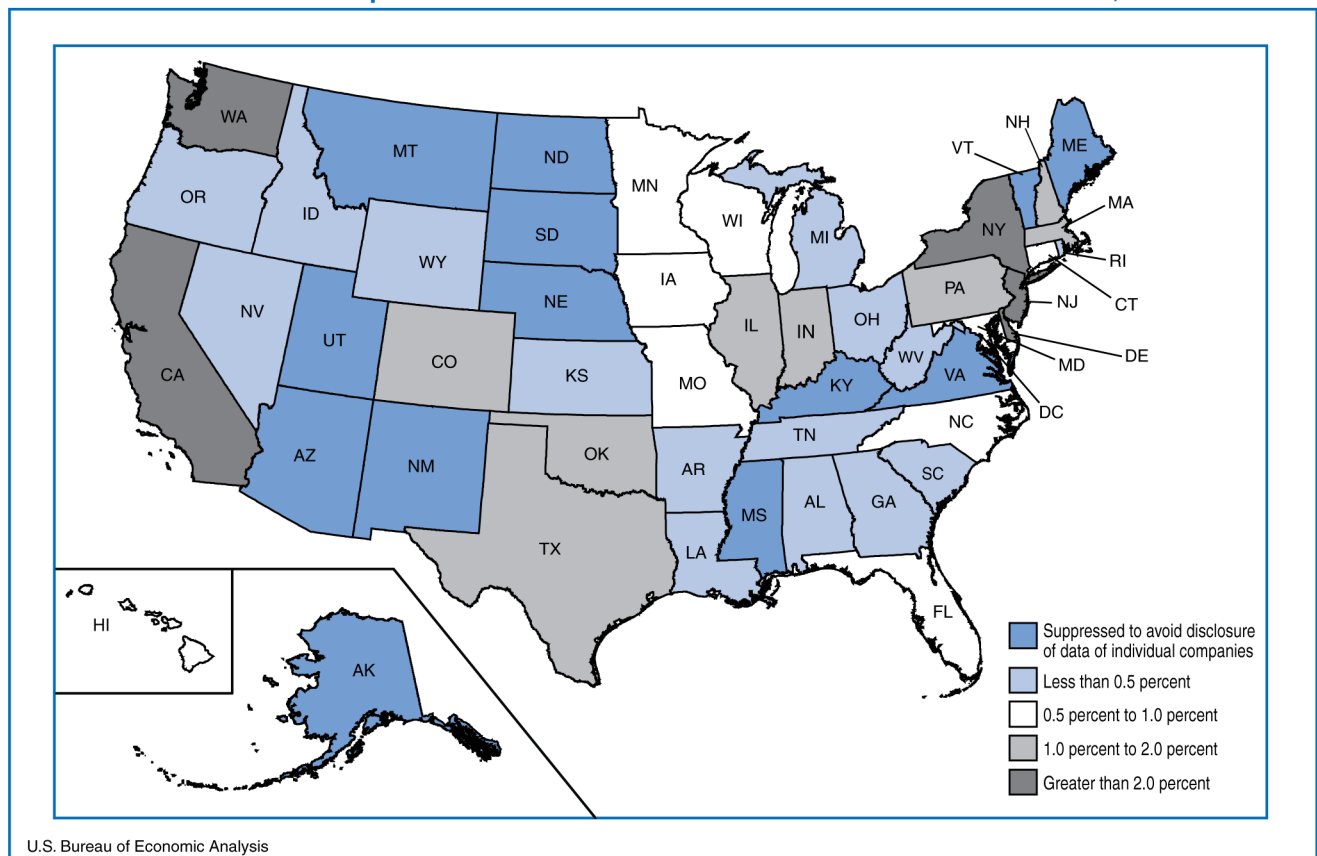 WA
MT
ND
MN
OR
ID
WY
SD
WI
MI
NH
VT
ME
NY
MA
RI
CT
NJ
PA
DE
MD
DC
NV
UT
CO
NE
IA
IL
IN
OH
WV
VA
KY
KS
MO
CA
AZ
NM
OK
AR
TN
NC
SC
TX
LA
MS
AL
GA
FL
HI
AK
Suppressed to avoid disclosure
of data of individual companies
Less than 0.5 percent
0.5 percent to 1.0 percent
1.0 percent to 2.0 percent
Greater than 2.0 percent
U.S. Bureau of Economic Analysis